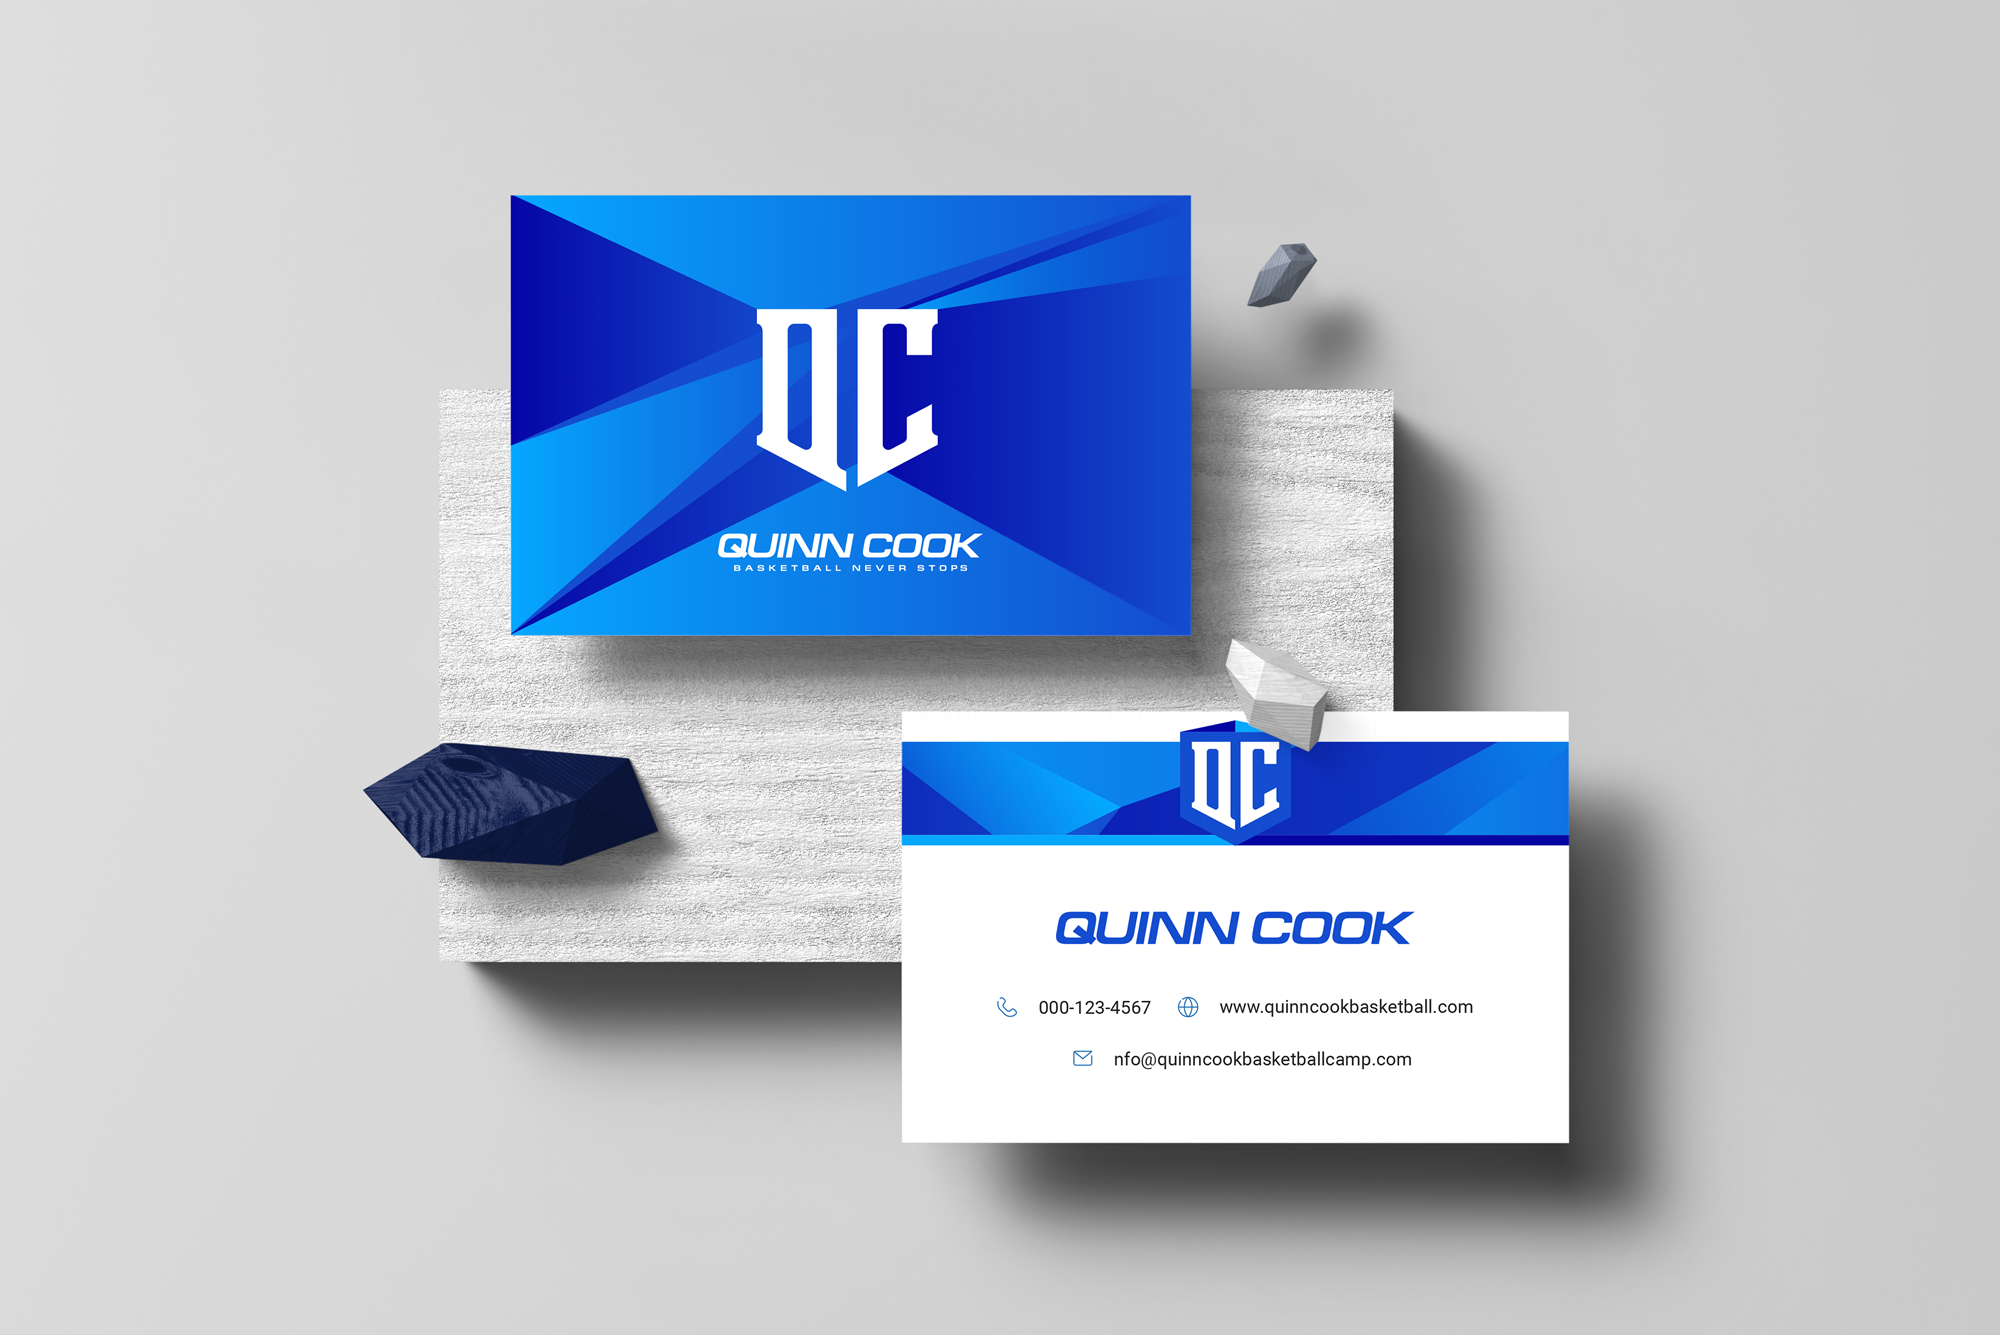 QC
QUINN COOK
BASKETBALL NEVER STOPS
QC
QUINN COOK
000-123-4567 www.quinncookbasketball.com
nfo@quinncookbasketballcamp.com